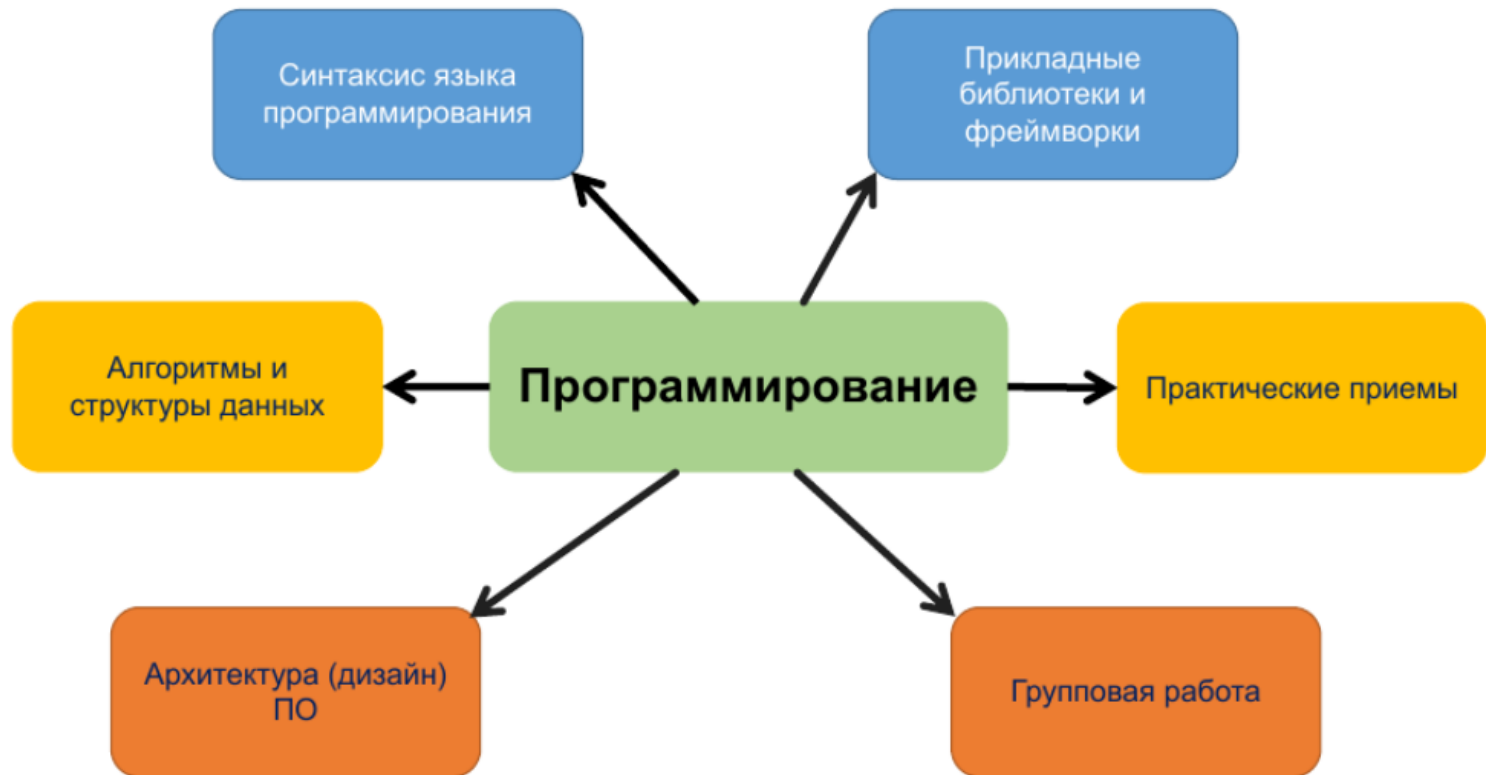 Синтаксис языка
программирования
Прикладные
библиотеки и
фреймворки
Алгоритмы и
структуры данных
Программирование
Практические приемы
Архитектура (дизайн)
ПО
Групповая работа